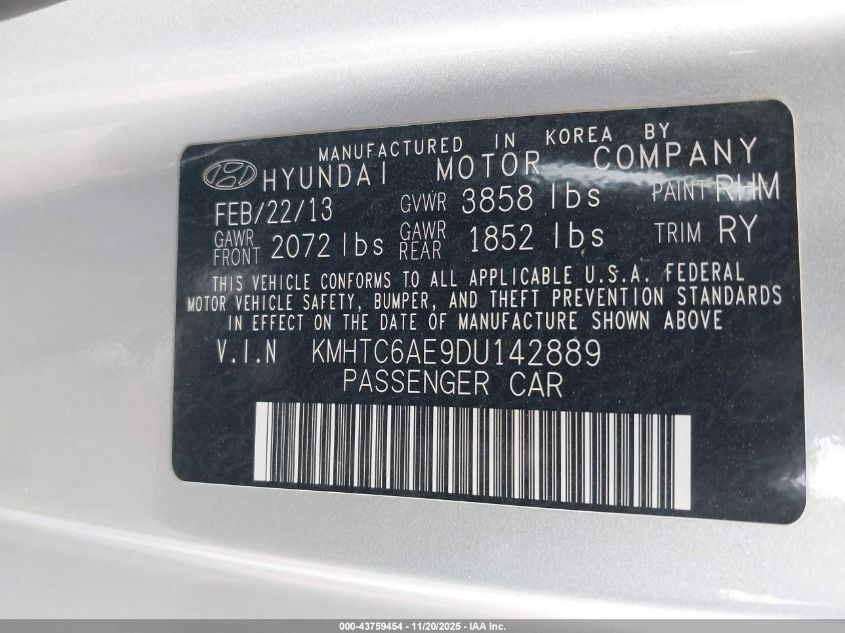 MANUFACTURED IN KOREA BY
HYUNDAI MOTOR COMPANY
FEB/22/13 GVWR 3858 lbs PAINT RHM
GAWR FRONT 2072 lbs GAWR REAR 1852 lbs TRIM RY
THIS VEHICLE CONFORMS TO ALL APPLICABLE U.S.A. FEDERAL
MOTOR VEHICLE SAFETY, BUMPER, AND THEFT PREVENTION STANDARDS
IN EFFECT ON THE DATE OF MANUFACTURE SHOWN ABOVE
V.I.N KMHTC6AE9DU142889
PASSENGER CAR
000-43759454 - 11/20/2025 - IAA Inc.